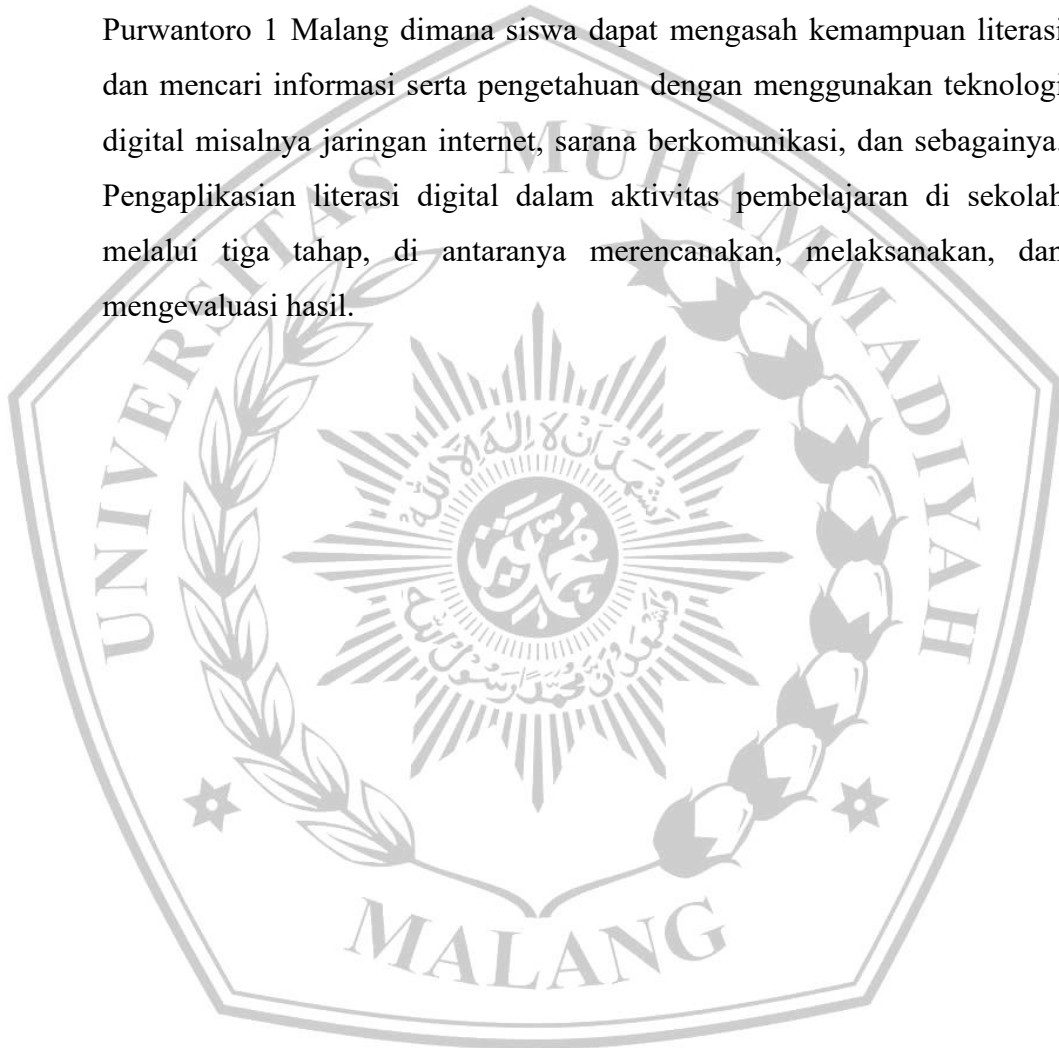 Purwantoro 1 Malang dimana siswa dapat mengasah kemampuan literasi
dan mencari informasi serta pengetahuan dengan menggunakan teknologi
digital misalnya jaringan internet, sarana berkomunikasi, dan sebagainya.
Pengaplikasian literasi digital dalam aktivitas pembelajaran di sekolah
melalui tiga tahap, di antaranya merencanakan, melaksanakan, dan
mengevaluasi hasil.
UNIVERSITAS MUHAMMADIYAH
MALANG